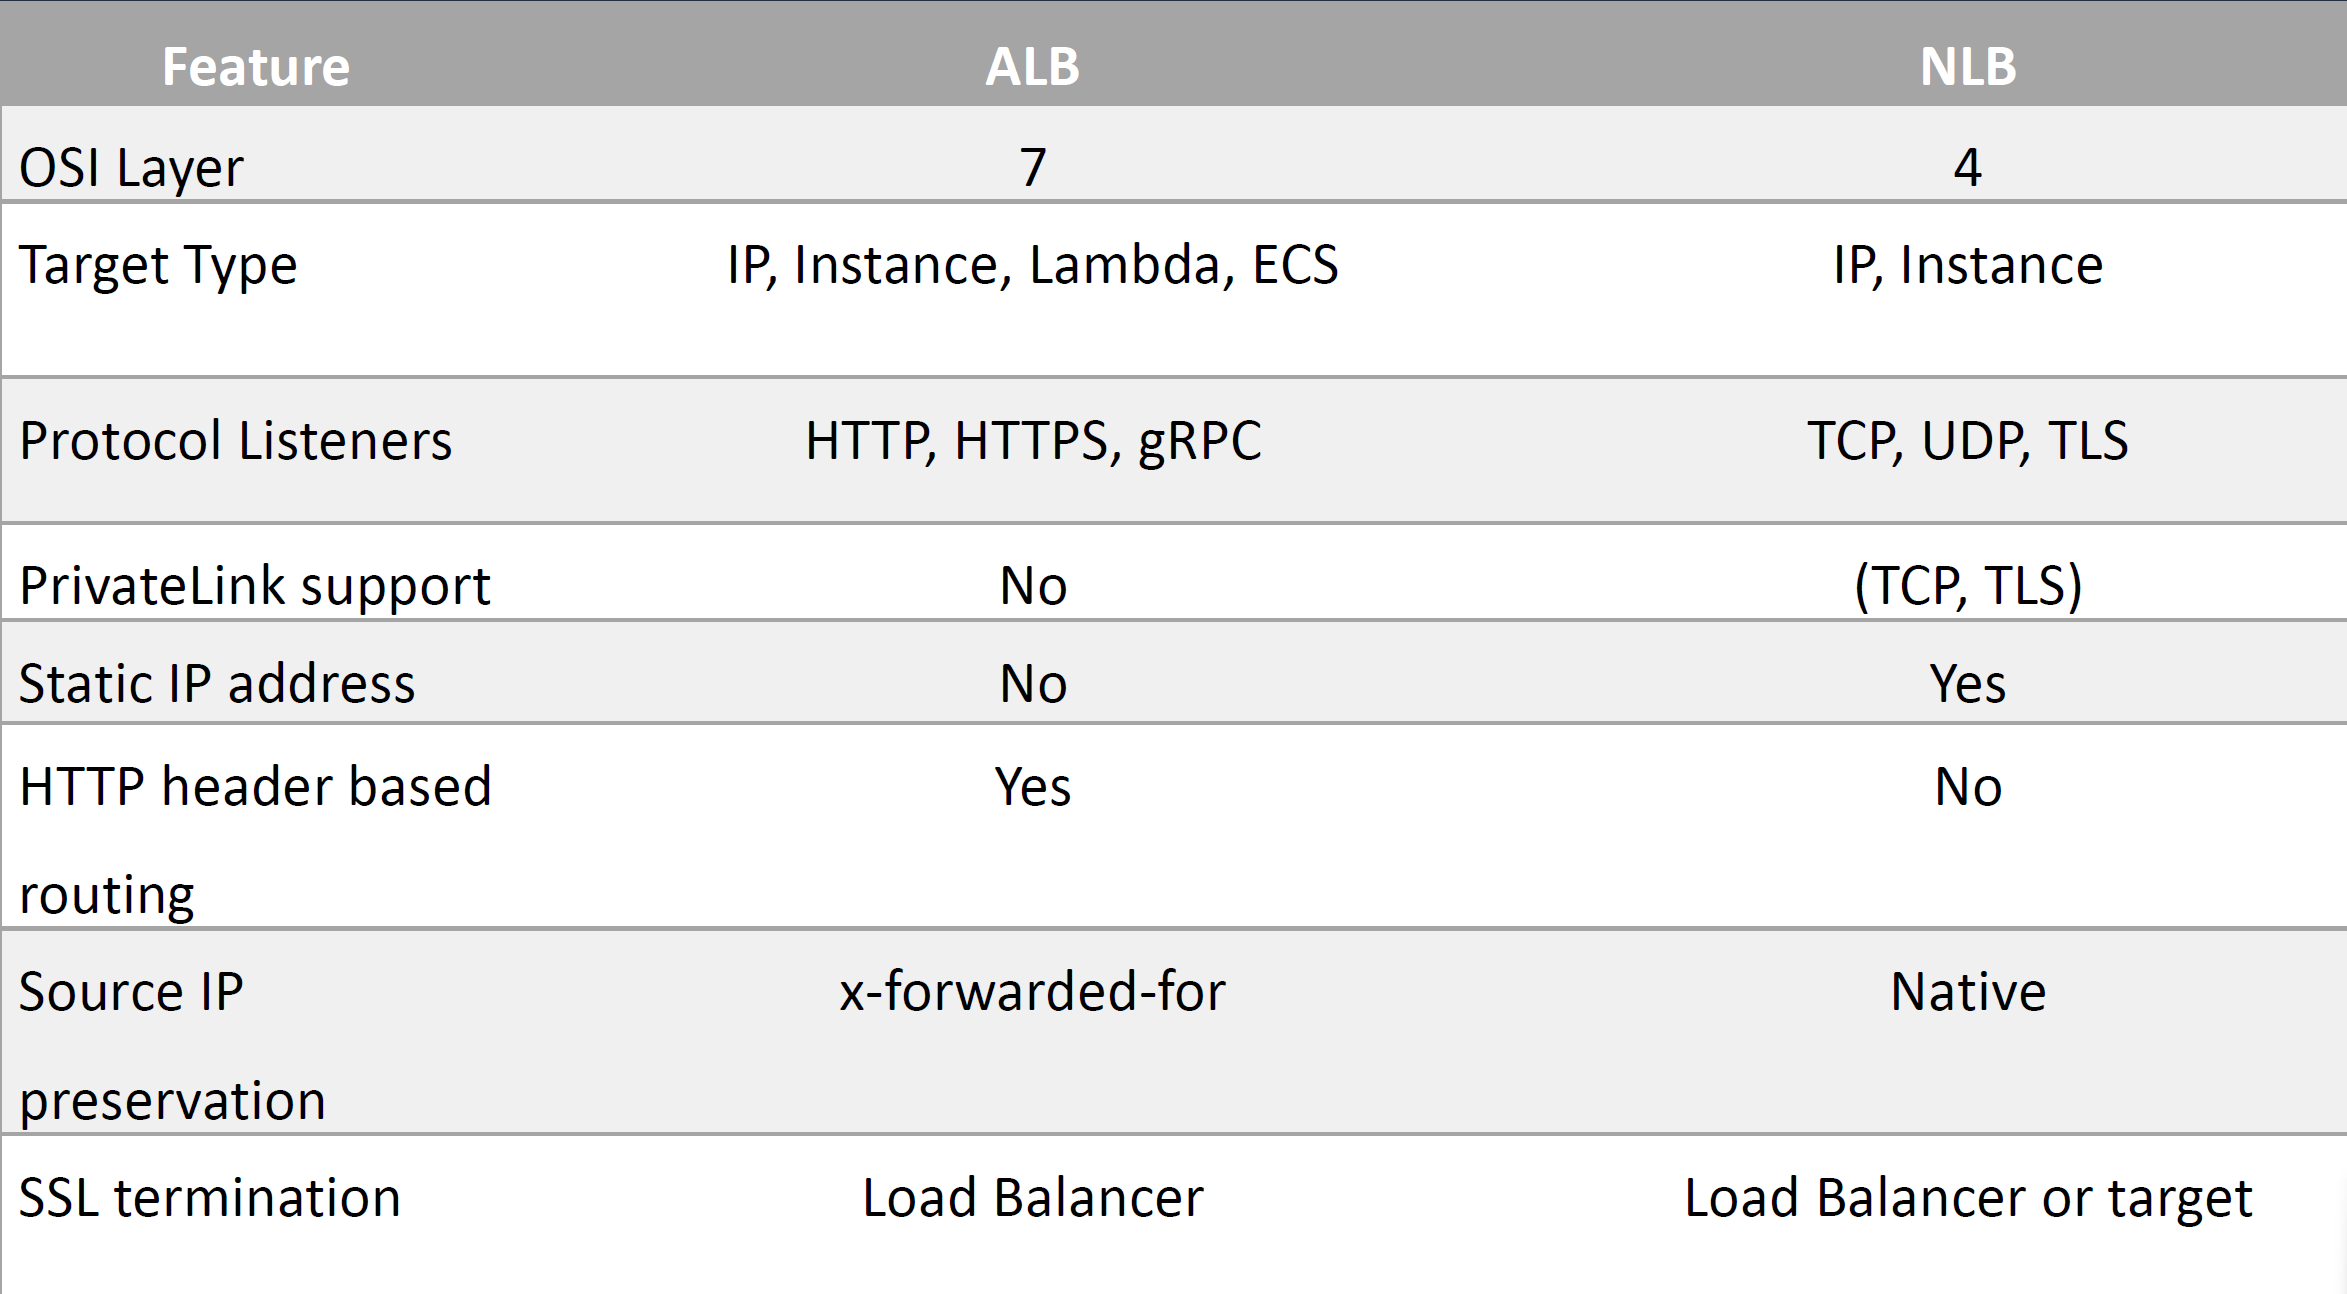 Feature ALB NLB
OSI Layer 7 4
Target Type IP, Instance, Lambda, ECS IP, Instance
Protocol Listeners HTTP, HTTPS, gRPC TCP, UDP, TLS
PrivateLink support No (TCP, TLS)
Static IP address No Yes
HTTP header based Yes No
routing
Source IP x-forwarded-for Native
preservation
SSL termination Load Balancer Load Balancer or target